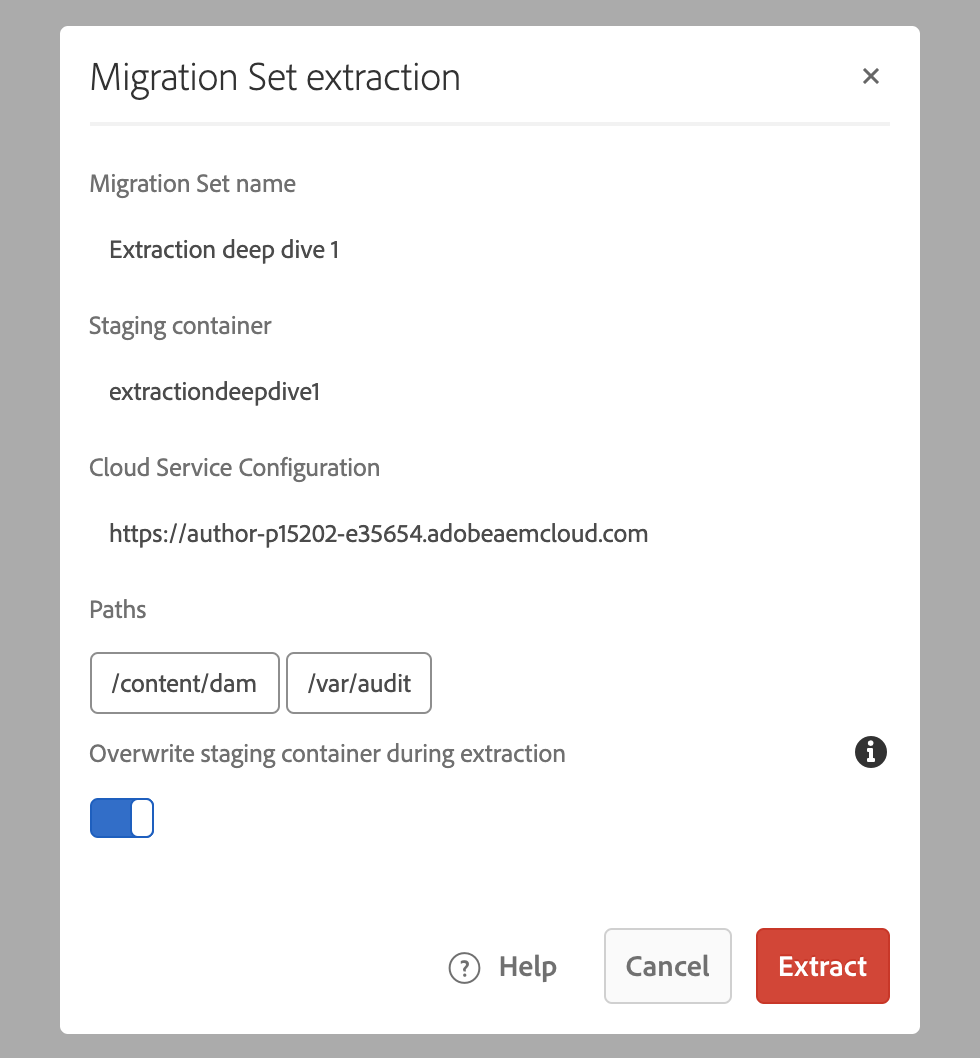 Migration Set extraction
Migration Set name
Extraction deep dive 1
Staging container
extractiondeepdive1
Cloud Service Configuration
https://author-p15202-e35654.adobeaemcloud.com
Paths
/content/dam /var/audit
Overwrite staging container during extraction
Help Cancel Extract